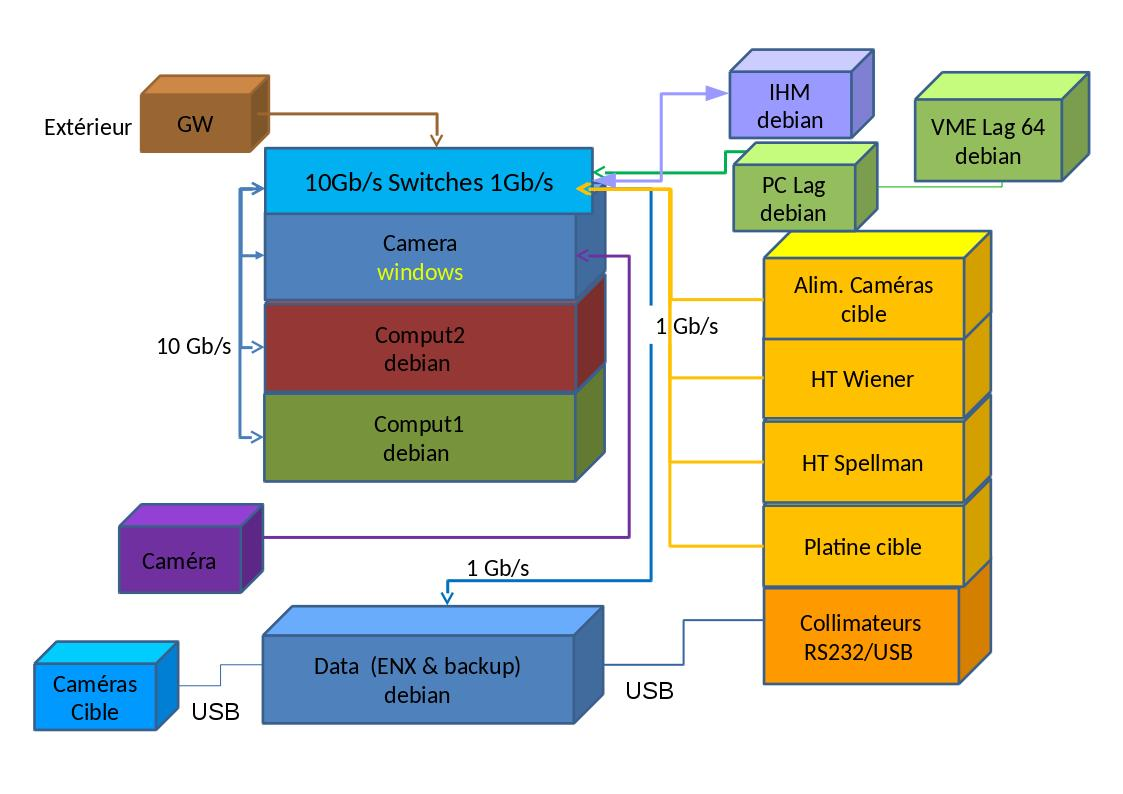 IHM
debian
Extérieur
GW
VME Lag 64
debian
10Gb/s Switches 1Gb/s
PC Lag
debian
Camera
windows
Alim. Caméras
cible
1 Gb/s
10 Gb/s
Comput2
debian
HT Wiener
Comput1
debian
HT Spellman
Caméra
Platine cible
1 Gb/s
Collimateurs
RS232/USB
Data (ENX & backup)
debian
Caméras
Cible
USB
USB